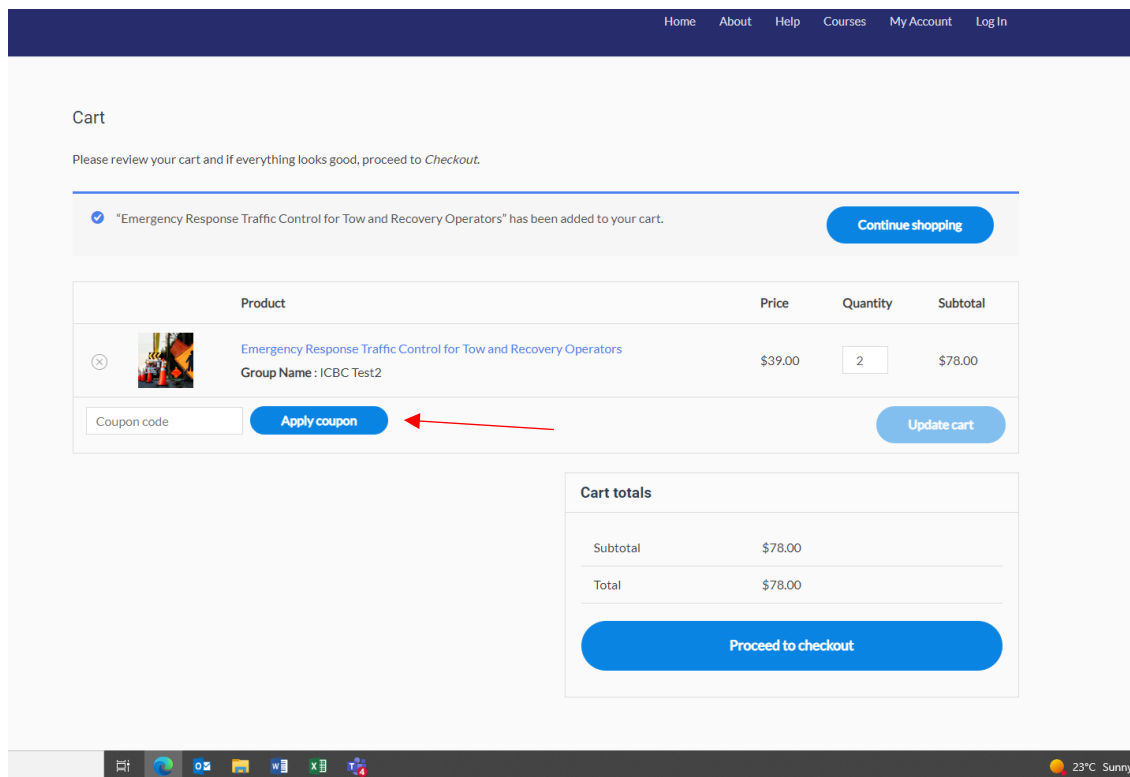 Home About Help Courses My Account Log In
Cart
Please review your cart and if everything looks good, proceed to Checkout.
“Emergency Response Traffic Control for Tow and Recovery Operators” has been added to your cart.
Continue shopping
Product Price Quantity Subtotal
Emergency Response Traffic Control for Tow and Recovery Operators $39.00 2 $78.00
Group Name : ICBC Test2
Coupon code Apply coupon Update cart
Cart totals
Subtotal $78.00
Total $78.00
Proceed to checkout
23°C Sunny